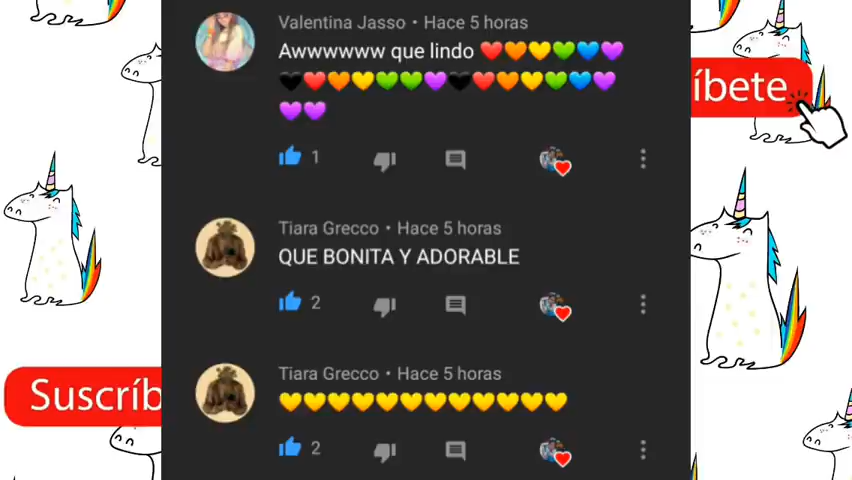 Valentina Jasso • Hace 5 horas
Awwwwww que lindo ❤️🧡💛💚💙💜
🖤❤️🧡💛💚💚💜🖤❤️🧡💛💚💙💜
💜💜
1
íbete
Tiara Grecco • Hace 5 horas
QUE BONITA Y ADORABLE
2
Tiara Grecco • Hace 5 horas
💛💛💛💛💛💛💛💛💛💛💛💛
2
Suscríb